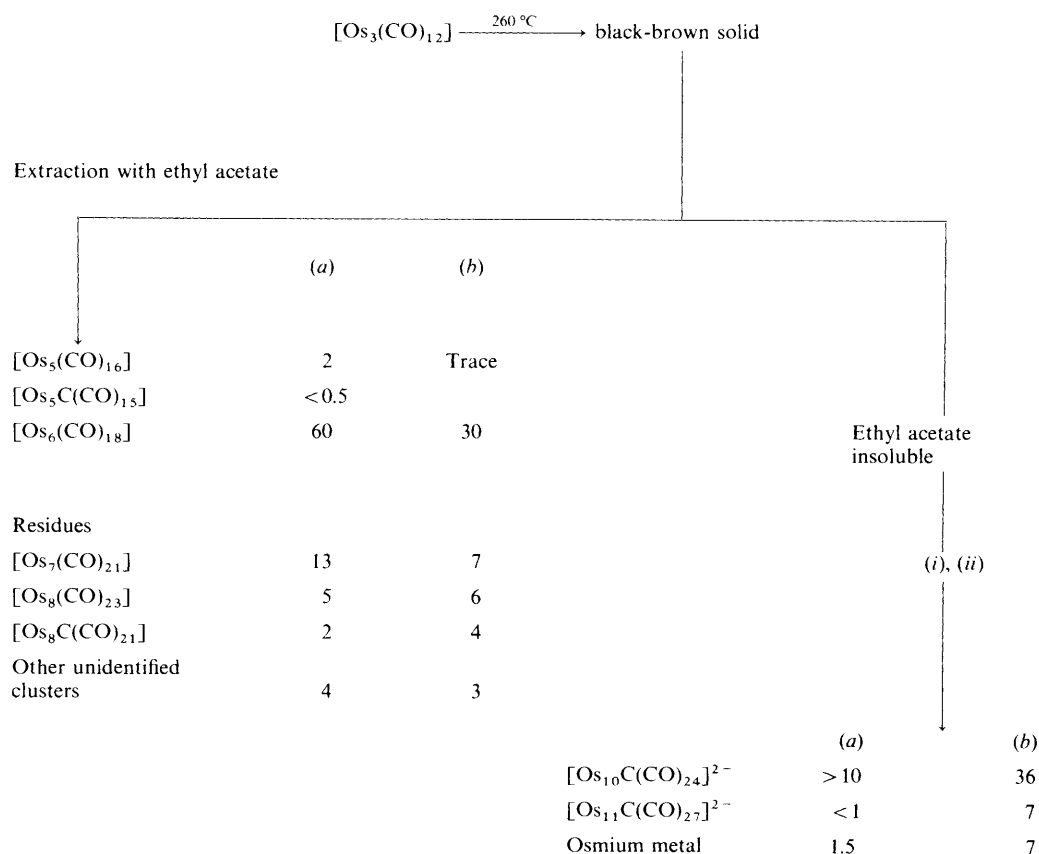 [Os₃(CO)₁₂] 260 °C → black-brown solid
Extraction with ethyl acetate
(a) (b)
[Os₅(CO)₁₆] 2 Trace
[Os₅C(CO)₁₅] <0.5
[Os₆(CO)₁₈] 60 30
Ethyl acetate
insoluble
Residues
[Os₇(CO)₂₁] 13 7
(i), (ii)
[Os₈(CO)₂₃] 5 6
[Os₈C(CO)₂₁] 2 4
Other unidentified
clusters 4 3
(a) (b)
[Os₁₀C(CO)₂₄]²⁻ >10 36
[Os₁₁C(CO)₂₇]²⁻ <1 7
Osmium metal 1.5 7